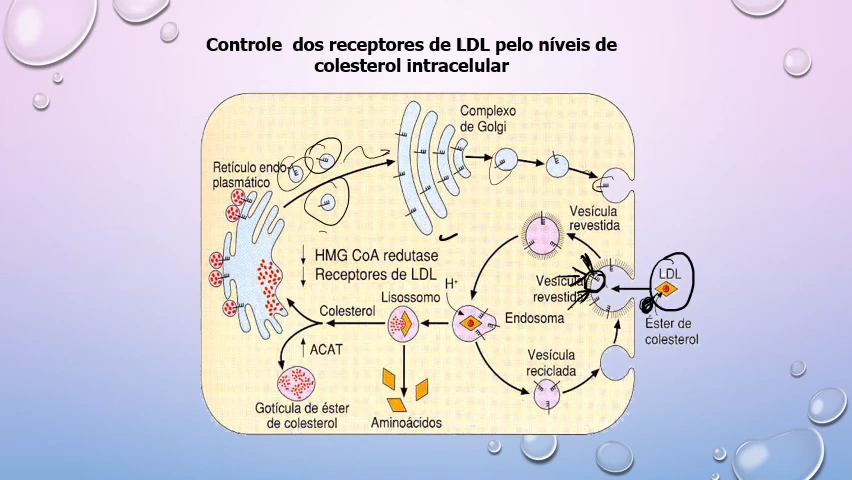 Controle dos receptores de LDL pelo níveis de
colesterol intracelular
Complexo
de Golgi
Retículo endo-
plasmático
Vesícula
revestida
HMG CoA redutase
Receptores de LDL
H+
Vesícula
revestida
LDL
Lisossomo
Colesterol
Endosoma
Éster de
colesterol
ACAT
Vesícula
reciclada
Gotícula de éster
de colesterol
Aminoácidos